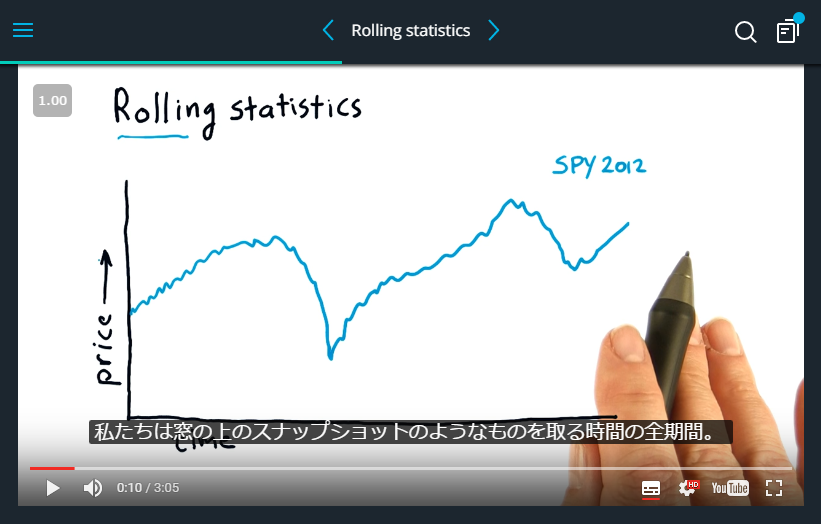 Rolling statistics
1.00
Rolling statistics
SPY 2012
price
time
私たちは窓の上のスナップショットのようなものを取る時間の全期間。
0:10 / 3:05
HD
YouTube